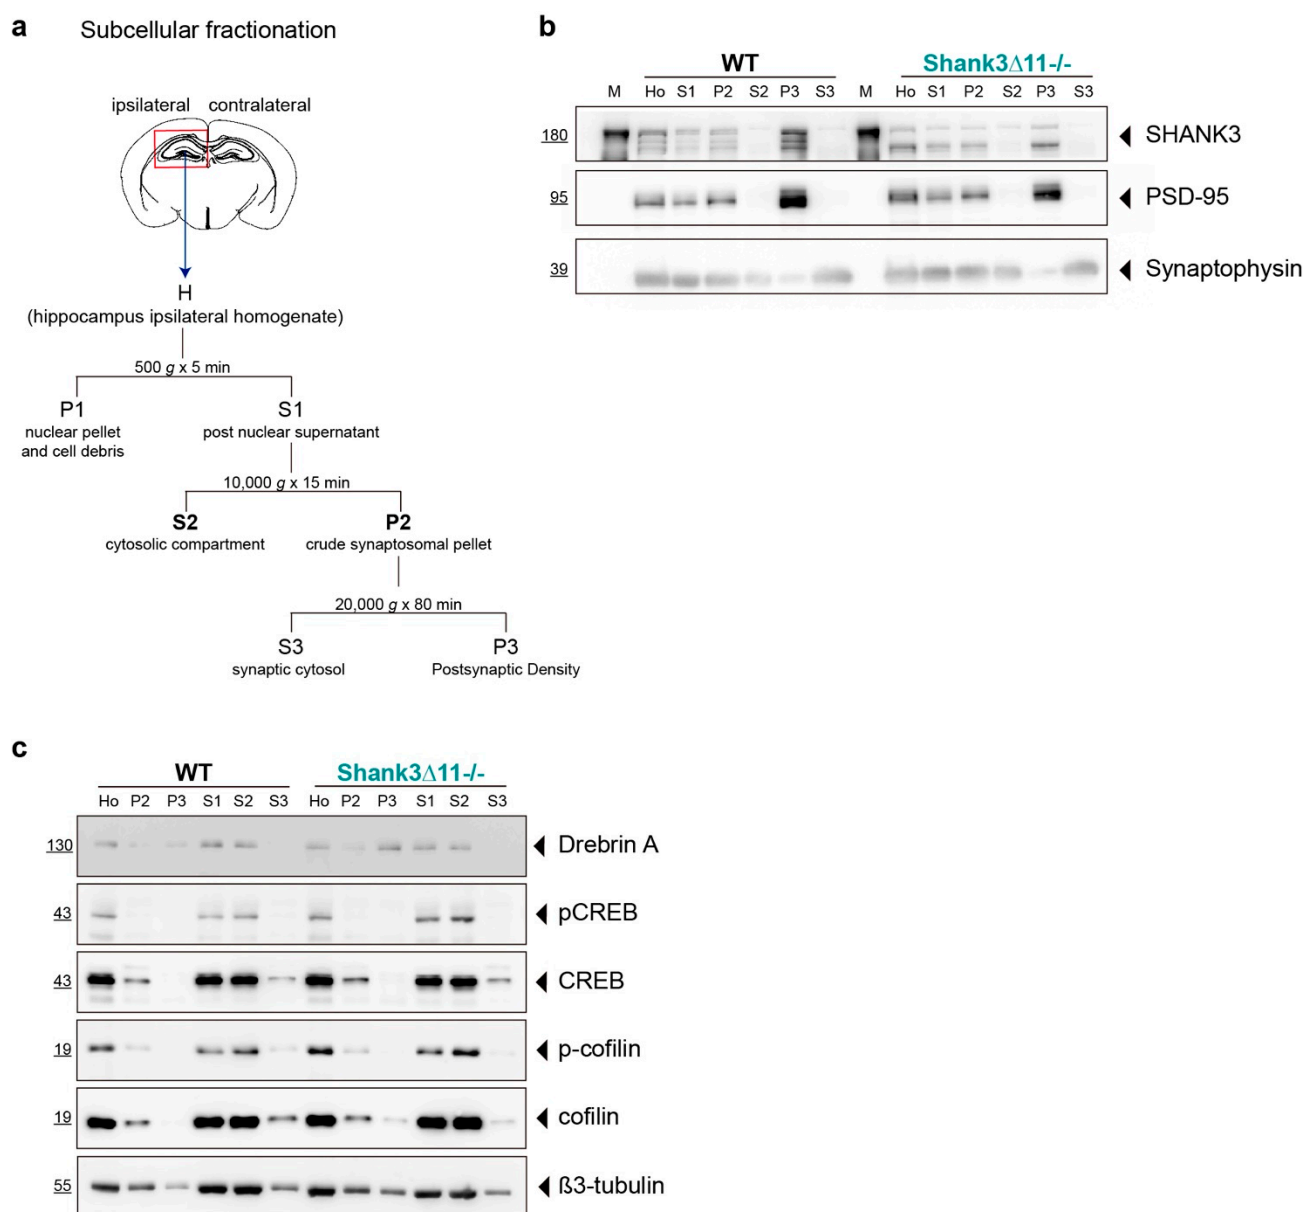 a
Subcellular fractionation
ipsilateral contralateral
H
(hippocampus ipsilateral homogenate)
500 g x 5 min
P1 S1
nuclear pellet post nuclear supernatant
and cell debris
10,000 g x 15 min
S2 P2
cytosolic compartment crude synaptosomal pellet
20,000 g x 80 min
S3 P3
synaptic cytosol Postsynaptic Density
b
WT Shank3Δ11-/-
M Ho S1 P2 S2 P3 S3 M Ho S1 P2 S2 P3 S3
180 SHANK3
95 PSD-95
39 Synaptophysin
c
WT Shank3Δ11-/-
Ho P2 P3 S1 S2 S3 Ho P2 P3 S1 S2 S3
130 Drebrin A
43 pCREB
43 CREB
19 p-cofilin
19 cofilin
55 ß3-tubulin